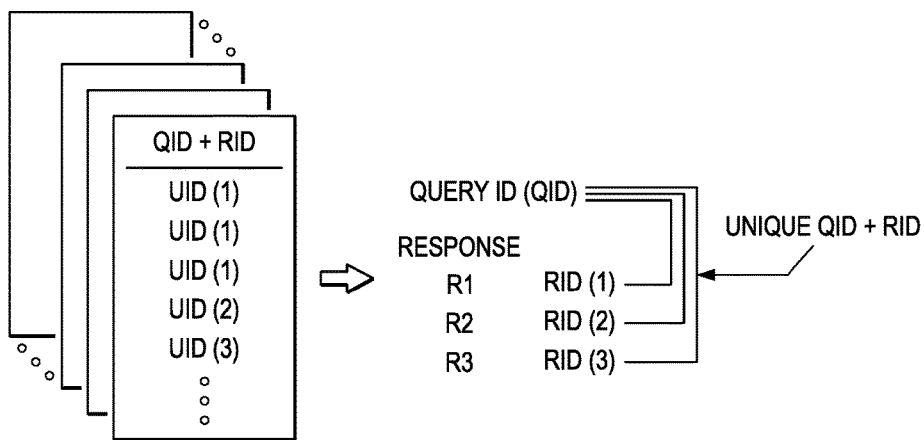 QID + RID
UID (1)
UID (1)
UID (1)
UID (2)
UID (3)
QUERY ID (QID)
RESPONSE
R1 RID (1)
R2 RID (2)
R3 RID (3)
UNIQUE QID + RID